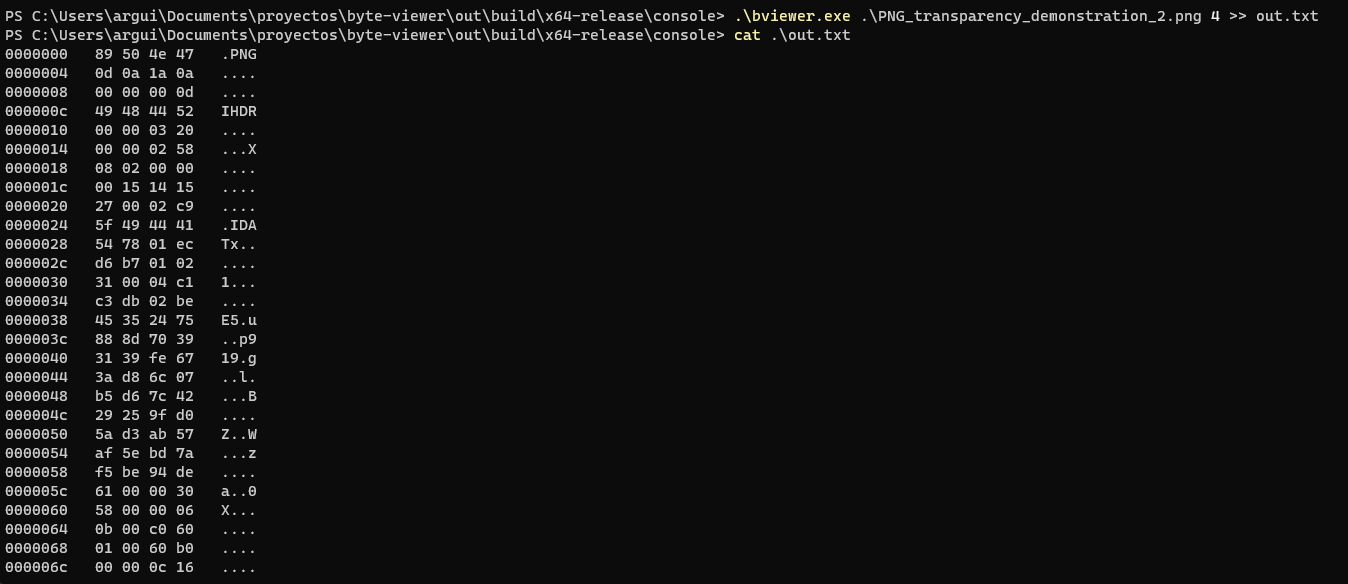 PS C:\Users\argui\Documents\proyectos\byte-viewer\out\build\x64-release\console> .\bviewer.exe .\PNG_transparency_demonstration_2.png 4 >> out.txt
PS C:\Users\argui\Documents\proyectos\byte-viewer\out\build\x64-release\console> cat .\out.txt
0000000   89 50 4e 47   .PNG
0000004   0d 0a 1a 0a   ....
0000008   00 00 00 0d   ....
000000c   49 48 44 52   IHDR
0000010   00 00 03 20   ....
0000014   00 00 02 58   ...X
0000018   08 02 00 00   ....
000001c   00 15 14 15   ....
0000020   27 00 02 c9   ....
0000024   5f 49 44 41   .IDA
0000028   54 78 01 ec   Tx..
000002c   d6 b7 01 02   ....
0000030   31 00 04 c1   1...
0000034   c3 db 02 be   ....
0000038   45 35 24 75   E5.u
000003c   88 8d 70 39   ..p9
0000040   31 39 fe 67   19.g
0000044   3a d8 6c 07   ..l.
0000048   b5 d6 7c 42   ...B
000004c   29 25 9f d0   ....
0000050   5a d3 ab 57   Z..W
0000054   af 5e bd 7a   ...z
0000058   f5 be 94 de   ....
000005c   61 00 00 30   a..0
0000060   58 00 00 06   X...
0000064   0b 00 c0 60   ....
0000068   01 00 60 b0   ....
000006c   00 00 0c 16   ....